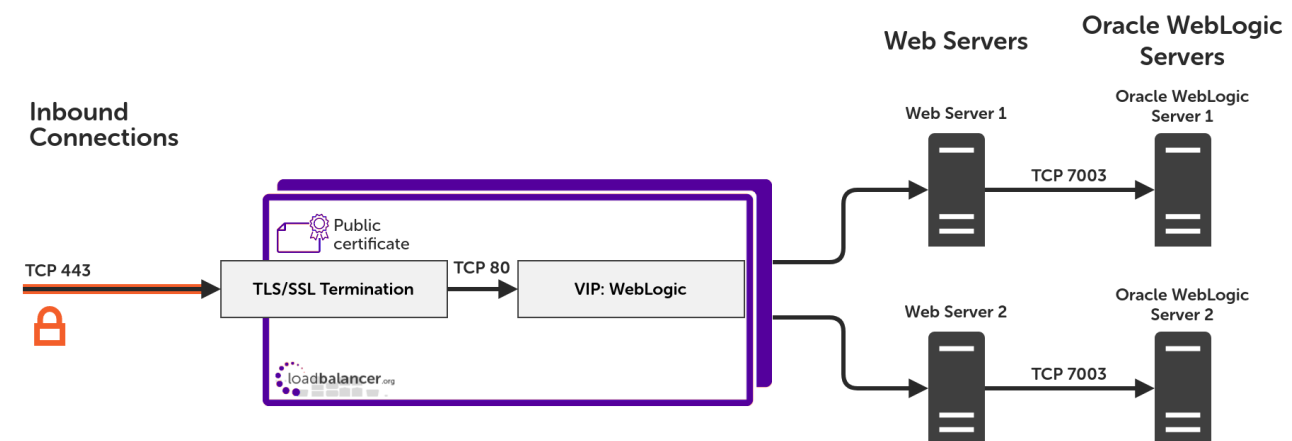 Inbound
Connections
TCP 443
Public
certificate
TLS/SSL Termination
TCP 80
VIP: WebLogic
loadbalancer.org
Web Servers
Oracle WebLogic
Servers
Web Server 1
Oracle WebLogic
Server 1
TCP 7003
Web Server 2
Oracle WebLogic
Server 2
TCP 7003